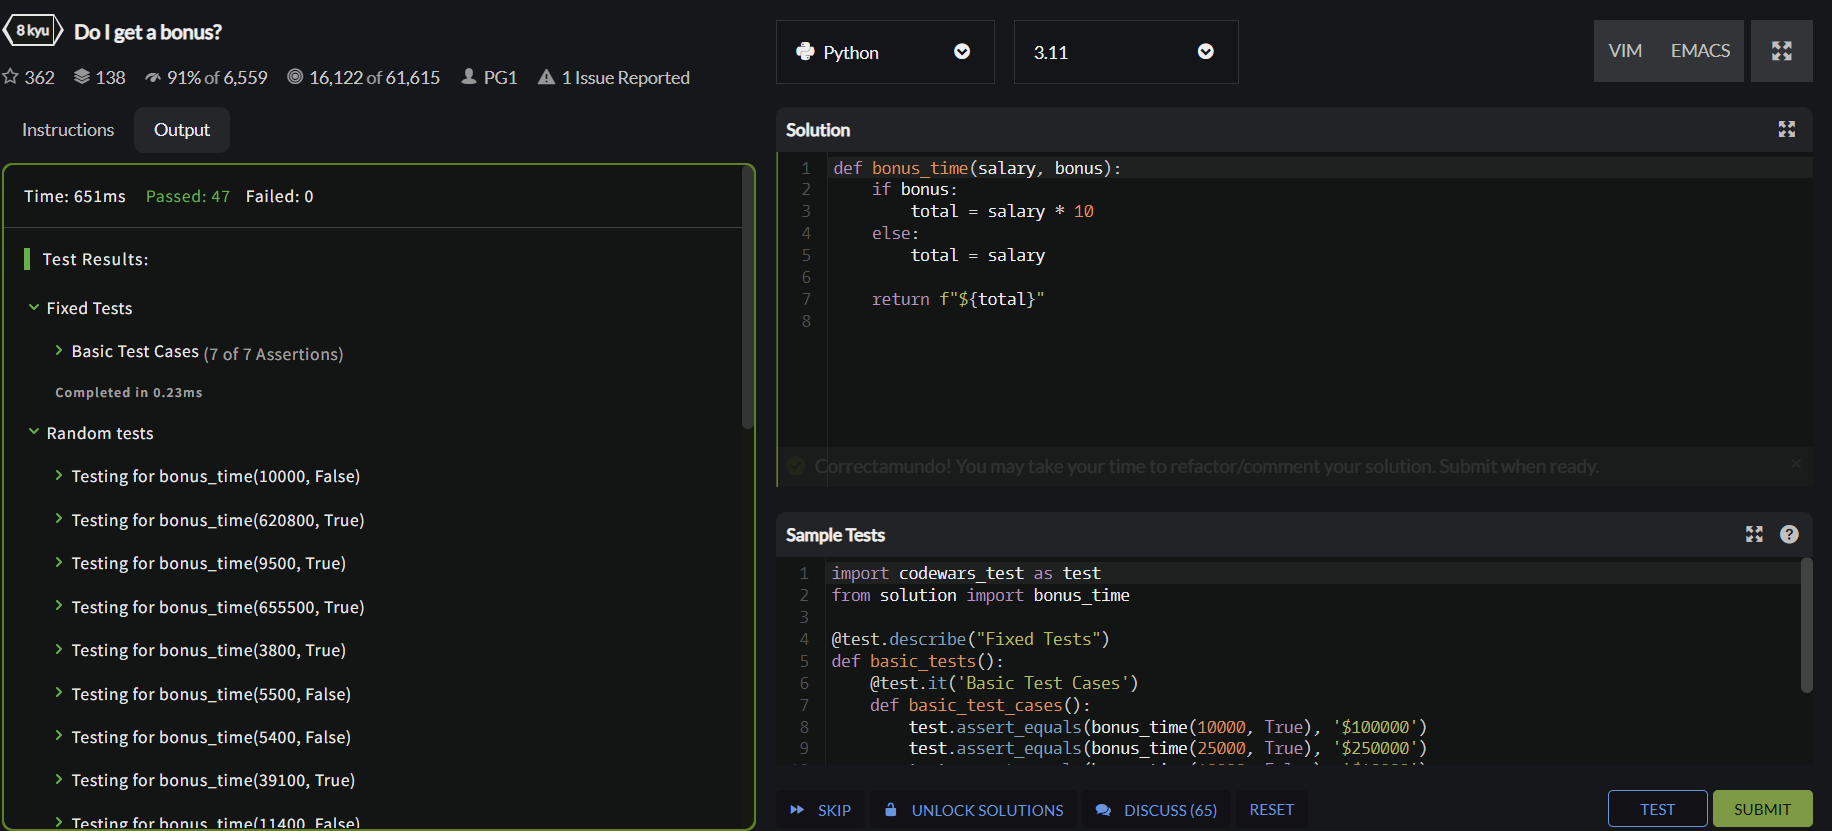 8 kyu Do I get a bonus?
362 138 91% of 6,559 16,122 of 61,615 PG1 1 Issue Reported
Instructions Output
Time: 651ms Passed: 47 Failed: 0
Test Results:
Fixed Tests
Basic Test Cases (7 of 7 Assertions)
Completed in 0.23ms
Random tests
Testing for bonus_time(10000, False)
Testing for bonus_time(620800, True)
Testing for bonus_time(9500, True)
Testing for bonus_time(655500, True)
Testing for bonus_time(3800, True)
Testing for bonus_time(5500, False)
Testing for bonus_time(5400, False)
Testing for bonus_time(39100, True)
Testing for bonus_time(11400, False)
Python 3.11 VIM EMACS
Solution
1 def bonus_time(salary, bonus):
2     if bonus:
3         total = salary * 10
4     else:
5         total = salary
6
7     return f"${total}"
8
Correctamundo! You may take your time to refactor/comment your solution. Submit when ready.
Sample Tests
1 import codewars_test as test
2 from solution import bonus_time
3
4 @test.describe("Fixed Tests")
5 def basic_tests():
6     @test.it('Basic Test Cases')
7     def basic_test_cases():
8         test.assert_equals(bonus_time(10000, True), '$100000')
9         test.assert_equals(bonus_time(25000, True), '$250000')
SKIP UNLOCK SOLUTIONS DISCUSS (65) RESET TEST SUBMIT